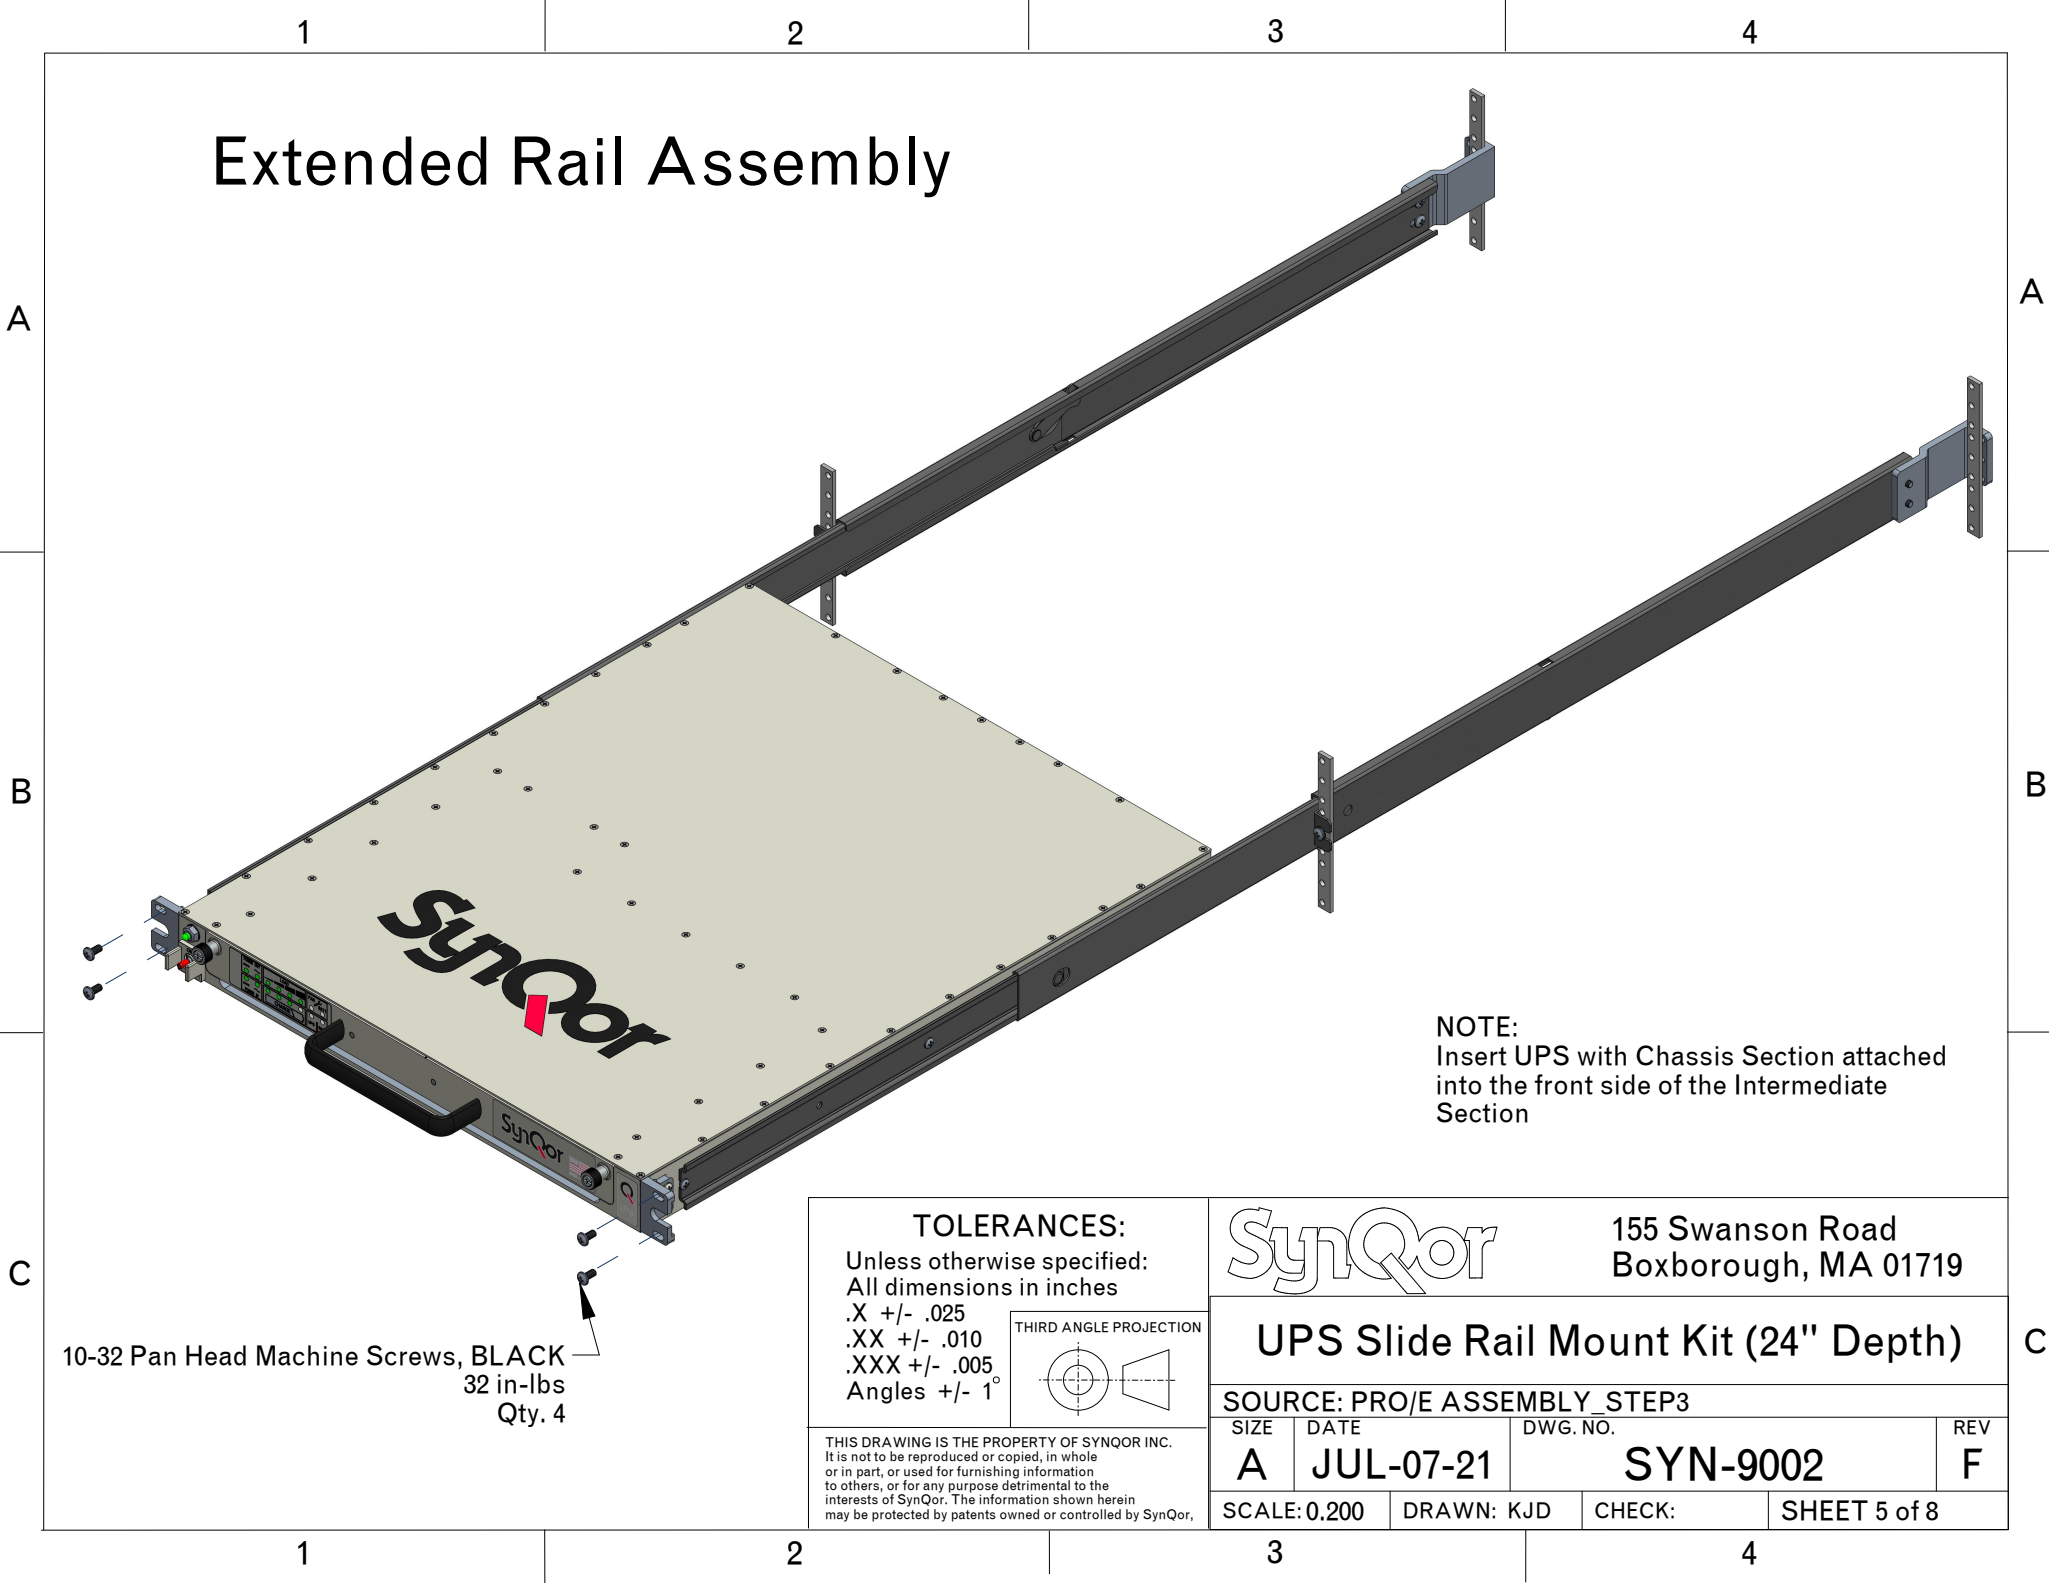 1 2 3 4
Extended Rail Assembly
A A
B B
SynQor
SynQor
NOTE:
Insert UPS with Chassis Section attached
into the front side of the Intermediate
Section
C C
10-32 Pan Head Machine Screws, BLACK
32 in-lbs
Qty. 4
TOLERANCES:
Unless otherwise specified:
All dimensions in inches
.X +/- .025
.XX +/- .010
.XXX +/- .005
Angles +/- 1°
THIRD ANGLE PROJECTION
THIS DRAWING IS THE PROPERTY OF SYNQOR INC.
It is not to be reproduced or copied, in whole
or in part, or used for furnishing information
to others, or for any purpose detrimental to the
interests of SynQor. The information shown herein
may be protected by patents owned or controlled by SynQor,
SynQor
155 Swanson Road
Boxborough, MA 01719
UPS Slide Rail Mount Kit (24" Depth)
SOURCE: PRO/E ASSEMBLY_STEP3
SIZE DATE DWG. NO. REV
A JUL-07-21 SYN-9002 F
SCALE: 0.200 DRAWN: KJD CHECK: SHEET 5 of 8
1 2 3 4